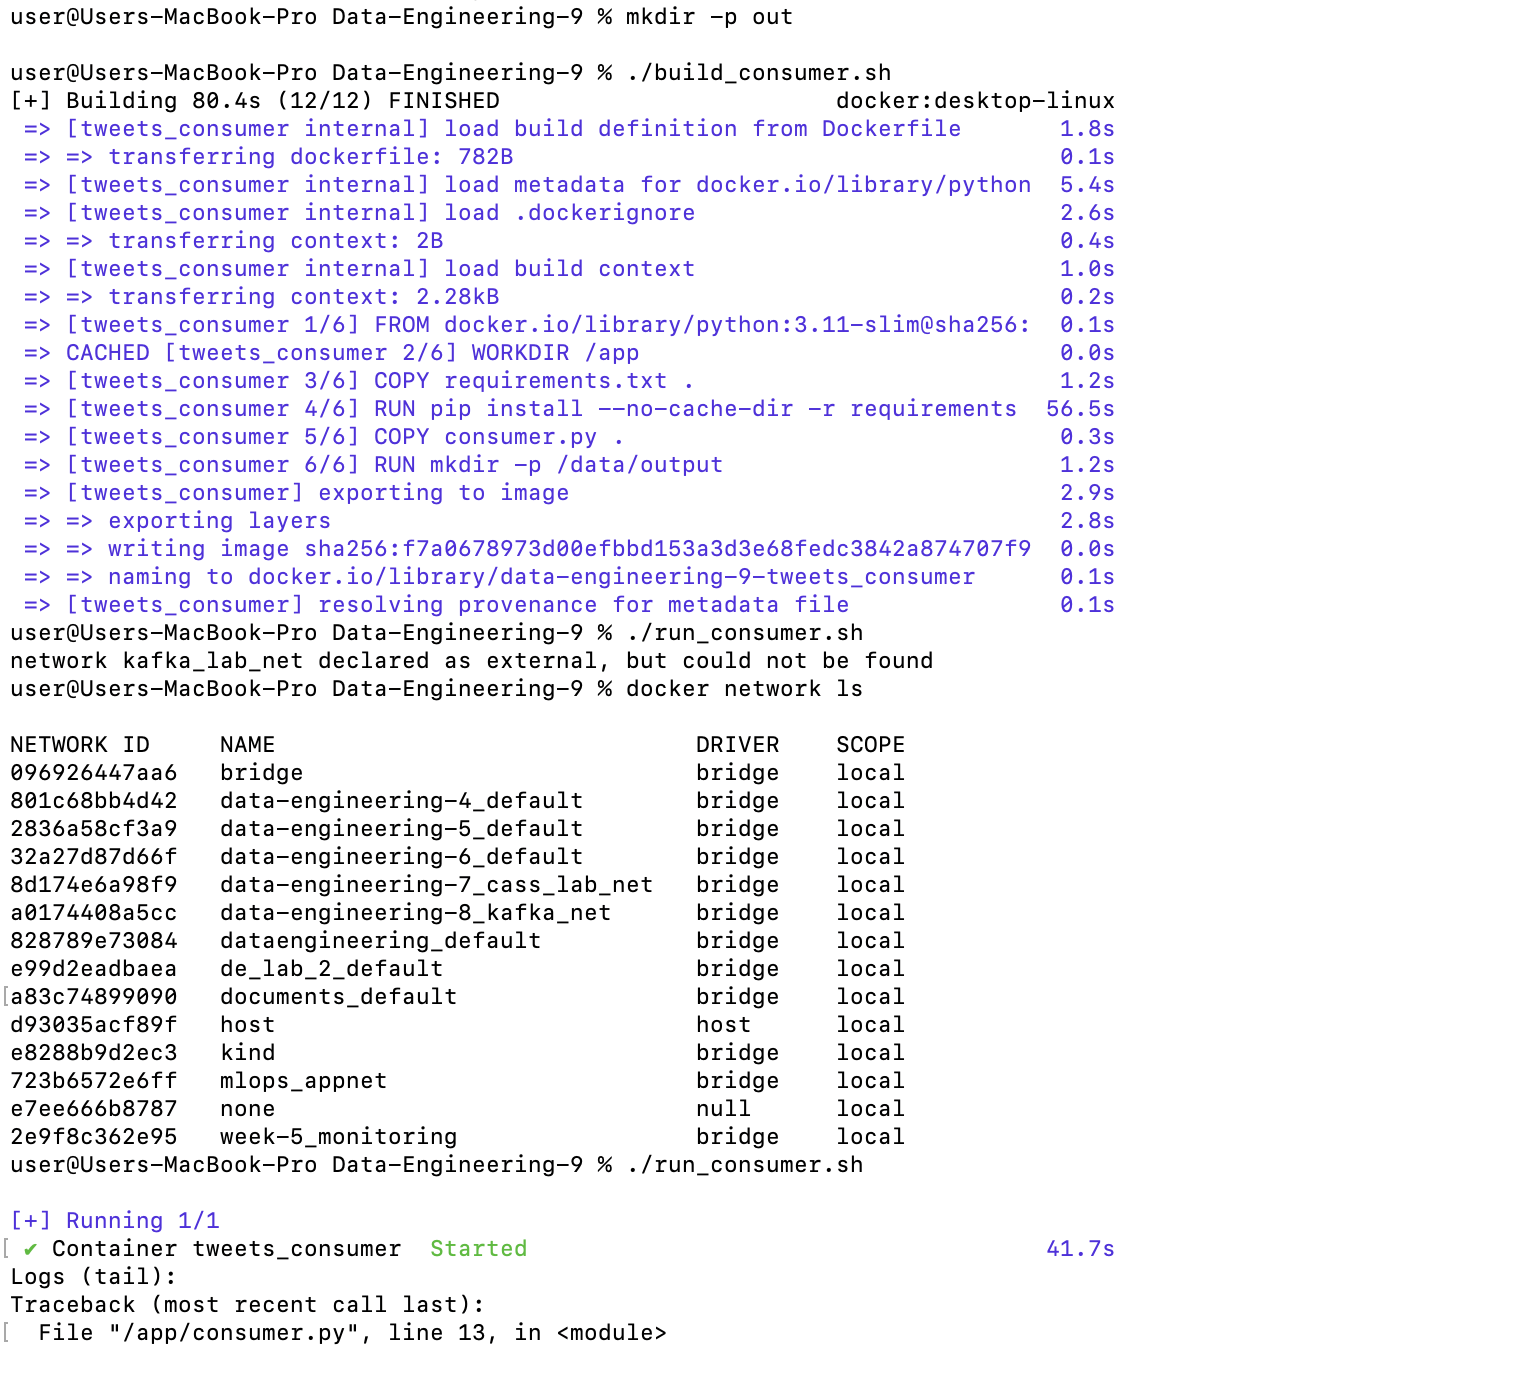 user@Users-MacBook-Pro Data-Engineering-9 % mkdir -p out
user@Users-MacBook-Pro Data-Engineering-9 % ./build_consumer.sh
[+] Building 80.4s (12/12) FINISHED docker:desktop-linux
=> [tweets_consumer internal] load build definition from Dockerfile 1.8s
=> => transferring dockerfile: 782B 0.1s
=> [tweets_consumer internal] load metadata for docker.io/library/python 5.4s
=> [tweets_consumer internal] load .dockerignore 2.6s
=> => transferring context: 2B 0.4s
=> [tweets_consumer internal] load build context 1.0s
=> => transferring context: 2.28kB 0.2s
=> [tweets_consumer 1/6] FROM docker.io/library/python:3.11-slim@sha256: 0.1s
=> CACHED [tweets_consumer 2/6] WORKDIR /app 0.0s
=> [tweets_consumer 3/6] COPY requirements.txt . 1.2s
=> [tweets_consumer 4/6] RUN pip install --no-cache-dir -r requirements 56.5s
=> [tweets_consumer 5/6] COPY consumer.py . 0.3s
=> [tweets_consumer 6/6] RUN mkdir -p /data/output 1.2s
=> [tweets_consumer] exporting to image 2.9s
=> => exporting layers 2.8s
=> => writing image sha256:f7a0678973d00efbbd153a3d3e68fedc3842a874707f9 0.0s
=> => naming to docker.io/library/data-engineering-9-tweets_consumer 0.1s
=> [tweets_consumer] resolving provenance for metadata file 0.1s
user@Users-MacBook-Pro Data-Engineering-9 % ./run_consumer.sh
network kafka_lab_net declared as external, but could not be found
user@Users-MacBook-Pro Data-Engineering-9 % docker network ls
NETWORK ID NAME DRIVER SCOPE
096926447aa6 bridge bridge local
801c68bb4d42 data-engineering-4_default bridge local
2836a58cf3a9 data-engineering-5_default bridge local
32a27d87d66f data-engineering-6_default bridge local
8d174e6a98f9 data-engineering-7_cass_lab_net bridge local
a0174408a5cc data-engineering-8_kafka_net bridge local
828789e73084 dataengineering_default bridge local
e99d2eadbaea de_lab_2_default bridge local
[a83c74899090 documents_default bridge local
d93035acf89f host host local
e8288b9d2ec3 kind bridge local
723b6572e6ff mlops_appnet bridge local
e7ee666b8787 none null local
2e9f8c362e95 week-5_monitoring bridge local
user@Users-MacBook-Pro Data-Engineering-9 % ./run_consumer.sh
[+] Running 1/1
[ ✔ Container tweets_consumer Started 41.7s
Logs (tail):
Traceback (most recent call last):
[ File "/app/consumer.py", line 13, in <module>